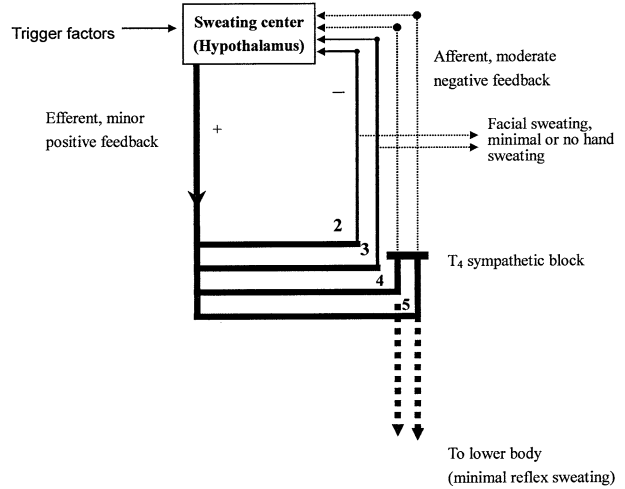 Sweating center
(Hypothalamus)
Trigger factors
Afferent, moderate
negative feedback
Efferent, minor
positive feedback
+
−
Facial sweating,
minimal or no hand
sweating
2
3
4
5
T₄ sympathetic block
To lower body
(minimal reflex sweating)